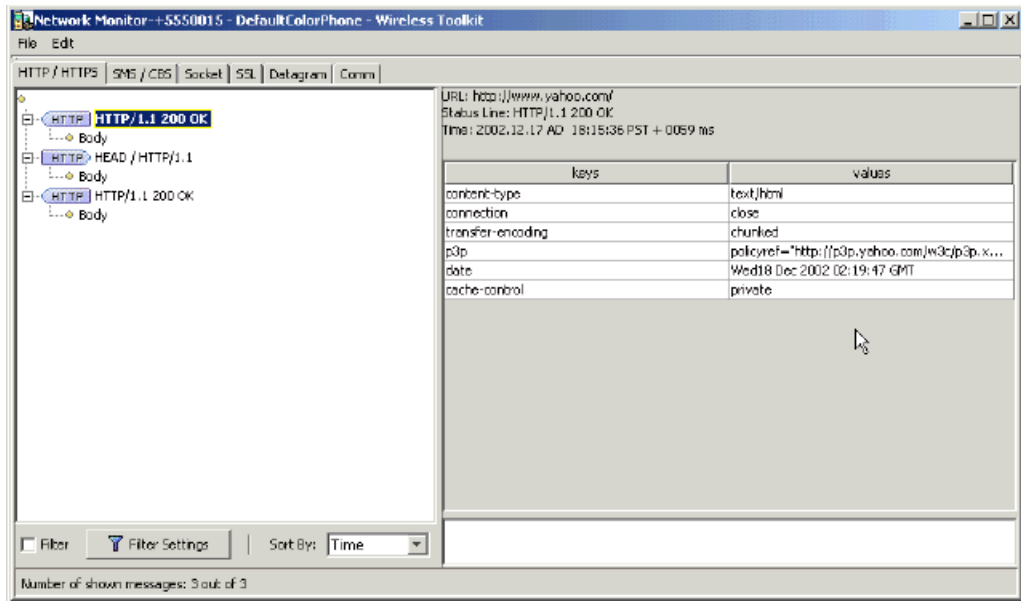 Network Monitor-+5550015 - DefaultColorPhone - Wireless Toolkit
File Edit
HTTP / HTTPS SMS / CBS Socket SSL Datagram Comm
HTTP HTTP/1.1 200 OK
Body
HTTP HEAD / HTTP/1.1
Body
HTTP HTTP/1.1 200 OK
Body
URL: http://www.yahoo.com/
Status Line: HTTP/1.1 200 OK
Time: 2002.12.17 AD 18:15:36 PST + 0059 ms
keys values
content-type text/html
connection close
transfer-encoding chunked
p3p policyref="http://p3p.yahoo.com/w3c/p3p.x...
date Wed18 Dec 2002 02:19:47 GMT
cache-control private
Filter Filter Settings Sort By: Time
Number of shown messages: 3 out of 3